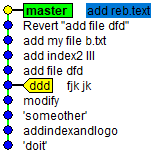 master add reb.text
Revert "add file dfd"
add my file b.txt
add index2 lll
add file dfd
ddd fjk jk
modify
'someother'
addindexandlogo
'doit'